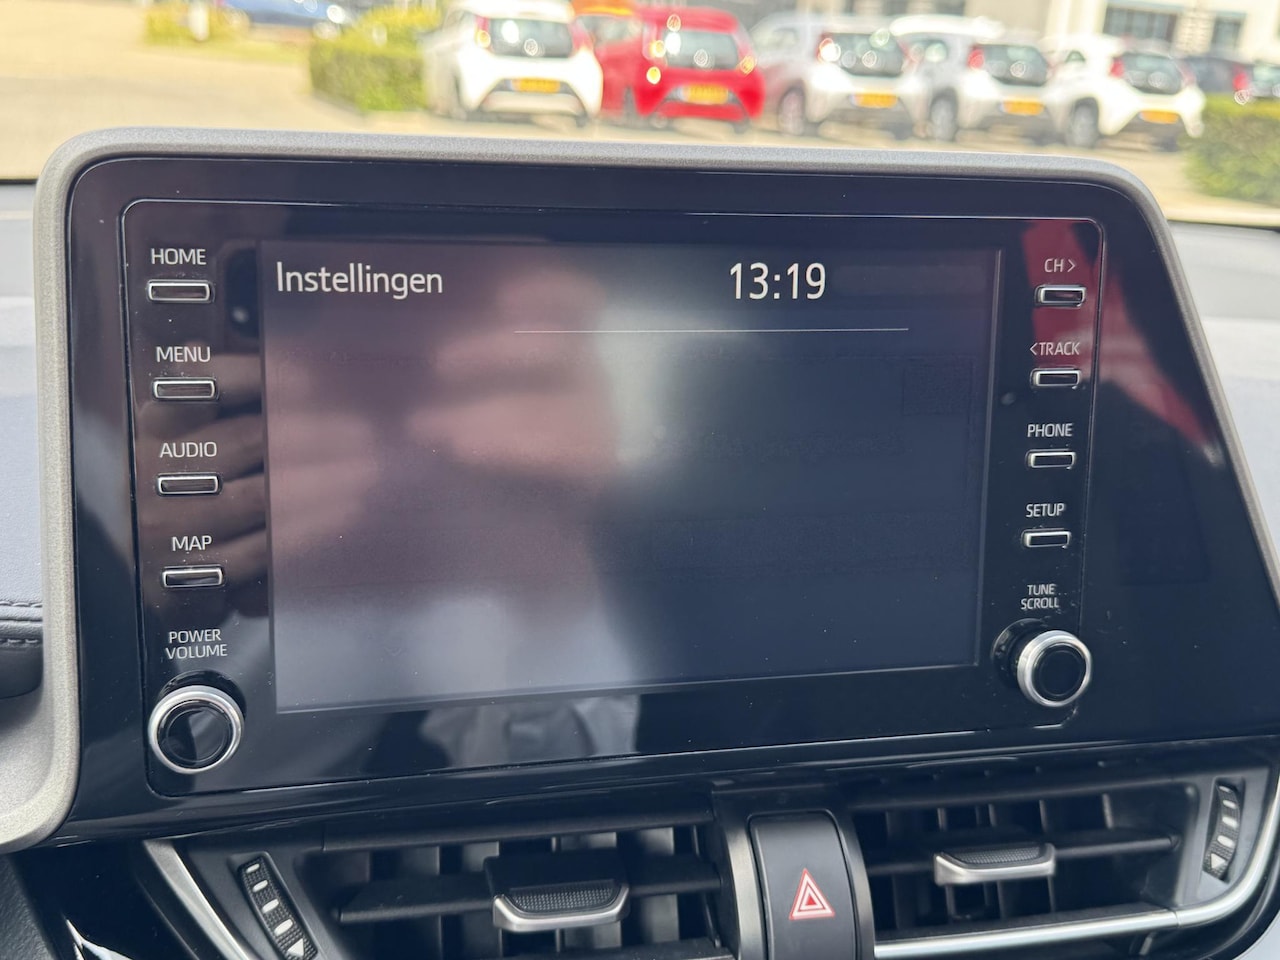 HOME
Instellingen
13:19
CH >
MENU
<TRACK
AUDIO
PHONE
MAP
SETUP
POWER
VOLUME
TUNE
SCROLL